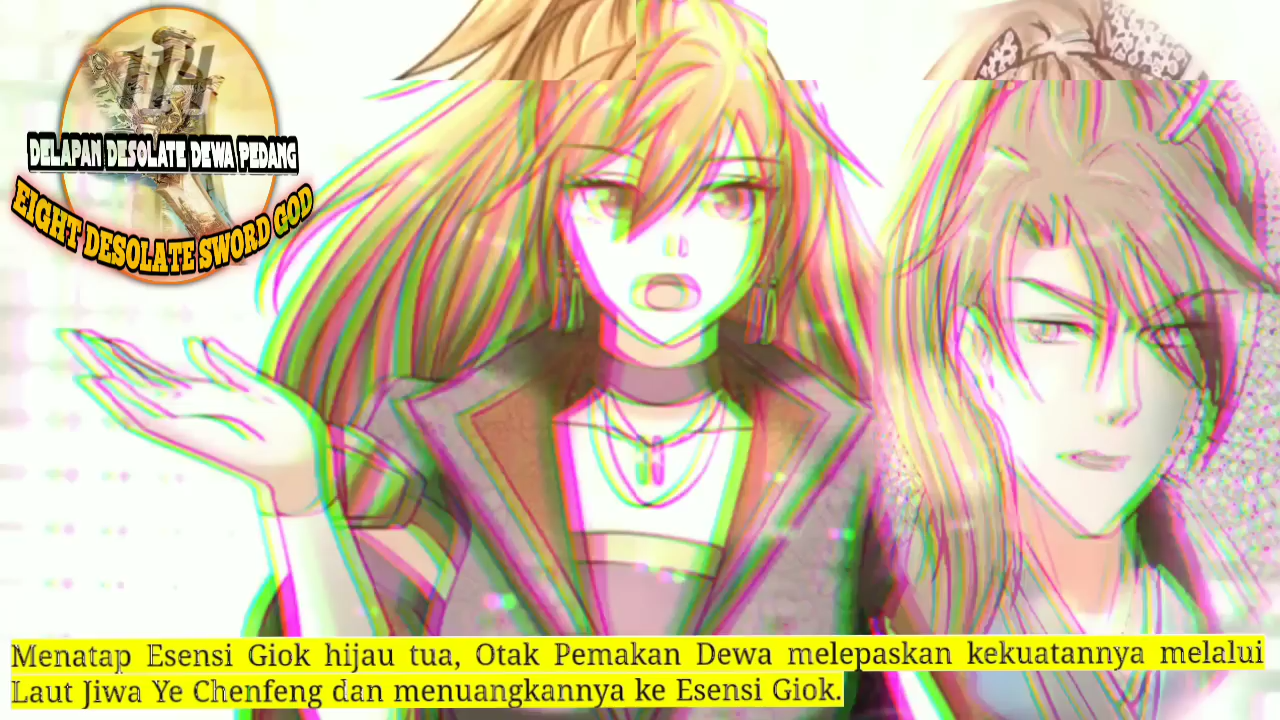 DELAPAN DESOLATE DEWA PEDANG
EIGHT DESOLATE SWORD GOD
Menatap Esensi Giok hijau tua, Otak Pemakan Dewa melepaskan kekuatannya melalui
Laut Jiwa Ye Chenfeng dan menuangkannya ke Esensi Giok.